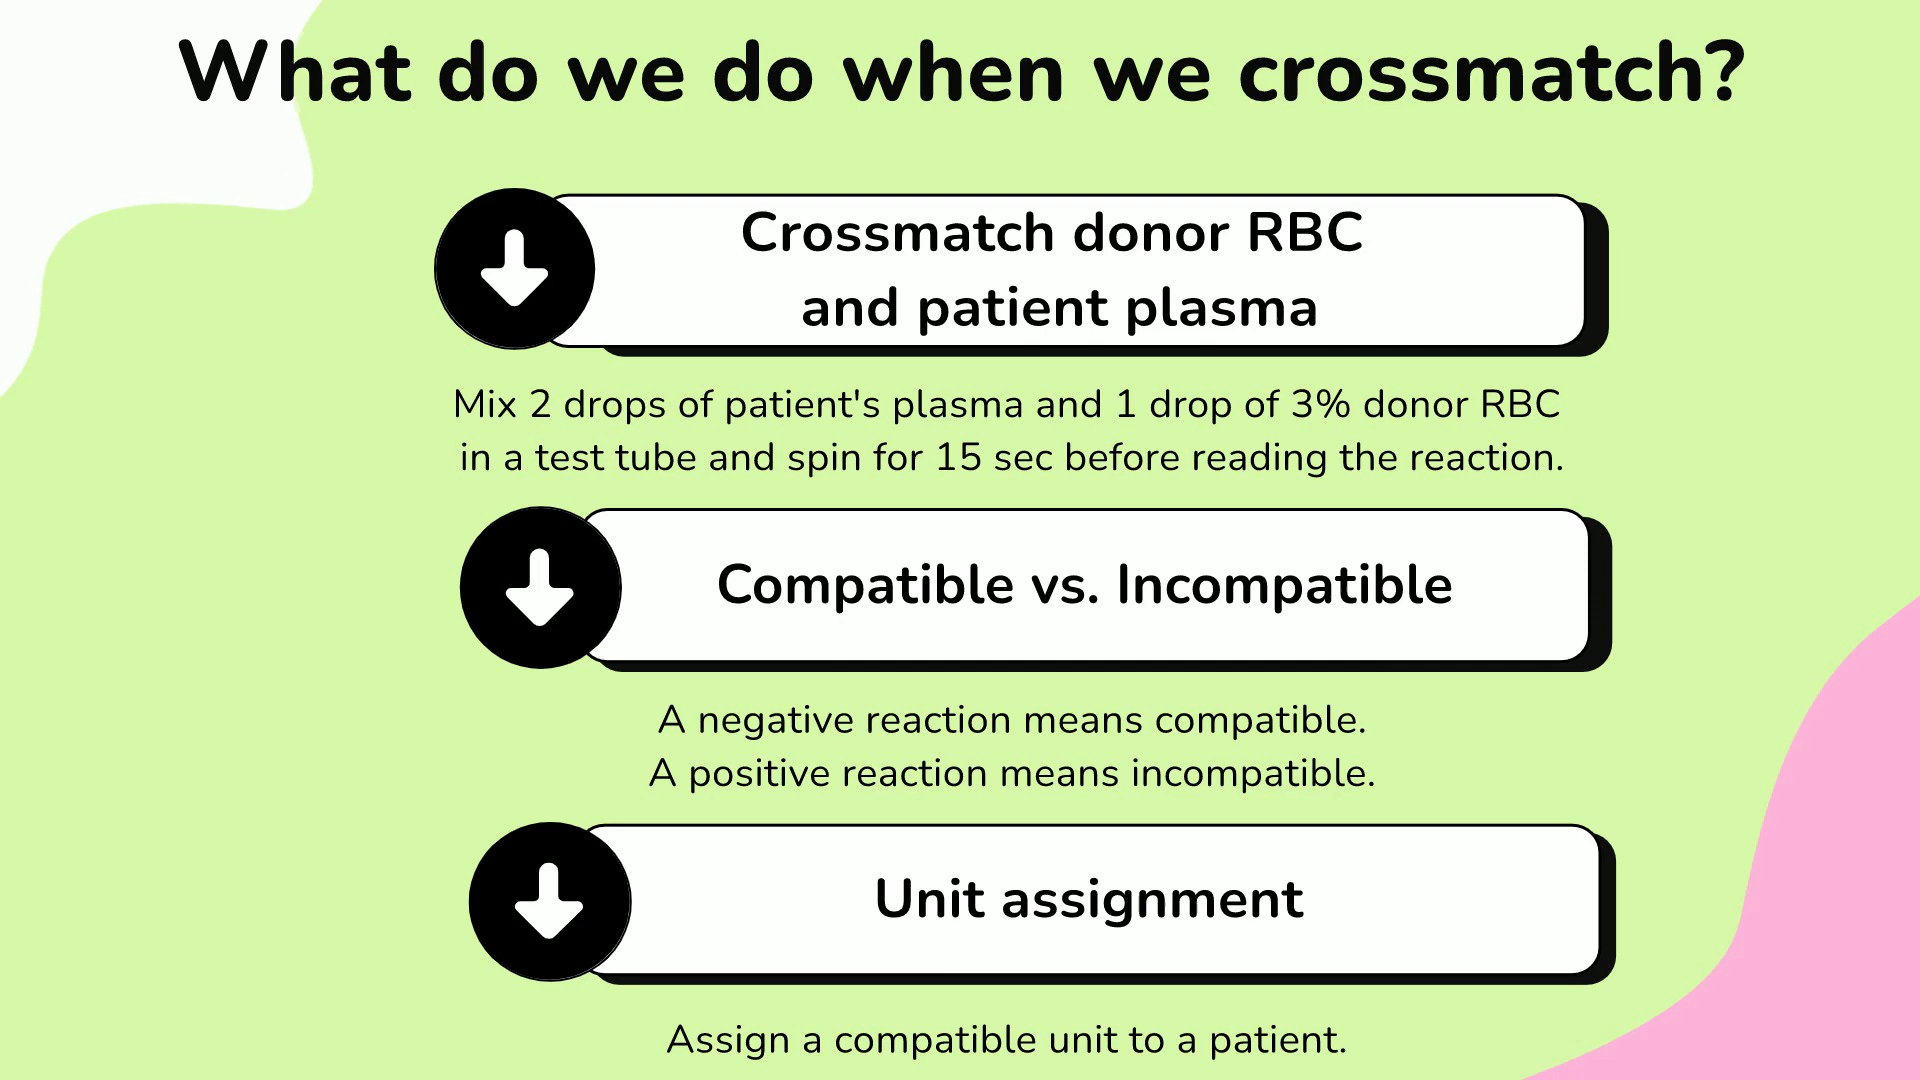 What do we do when we crossmatch?
Crossmatch donor RBC
and patient plasma
Mix 2 drops of patient's plasma and 1 drop of 3% donor RBC
in a test tube and spin for 15 sec before reading the reaction.
Compatible vs. Incompatible
A negative reaction means compatible.
A positive reaction means incompatible.
Unit assignment
Assign a compatible unit to a patient.